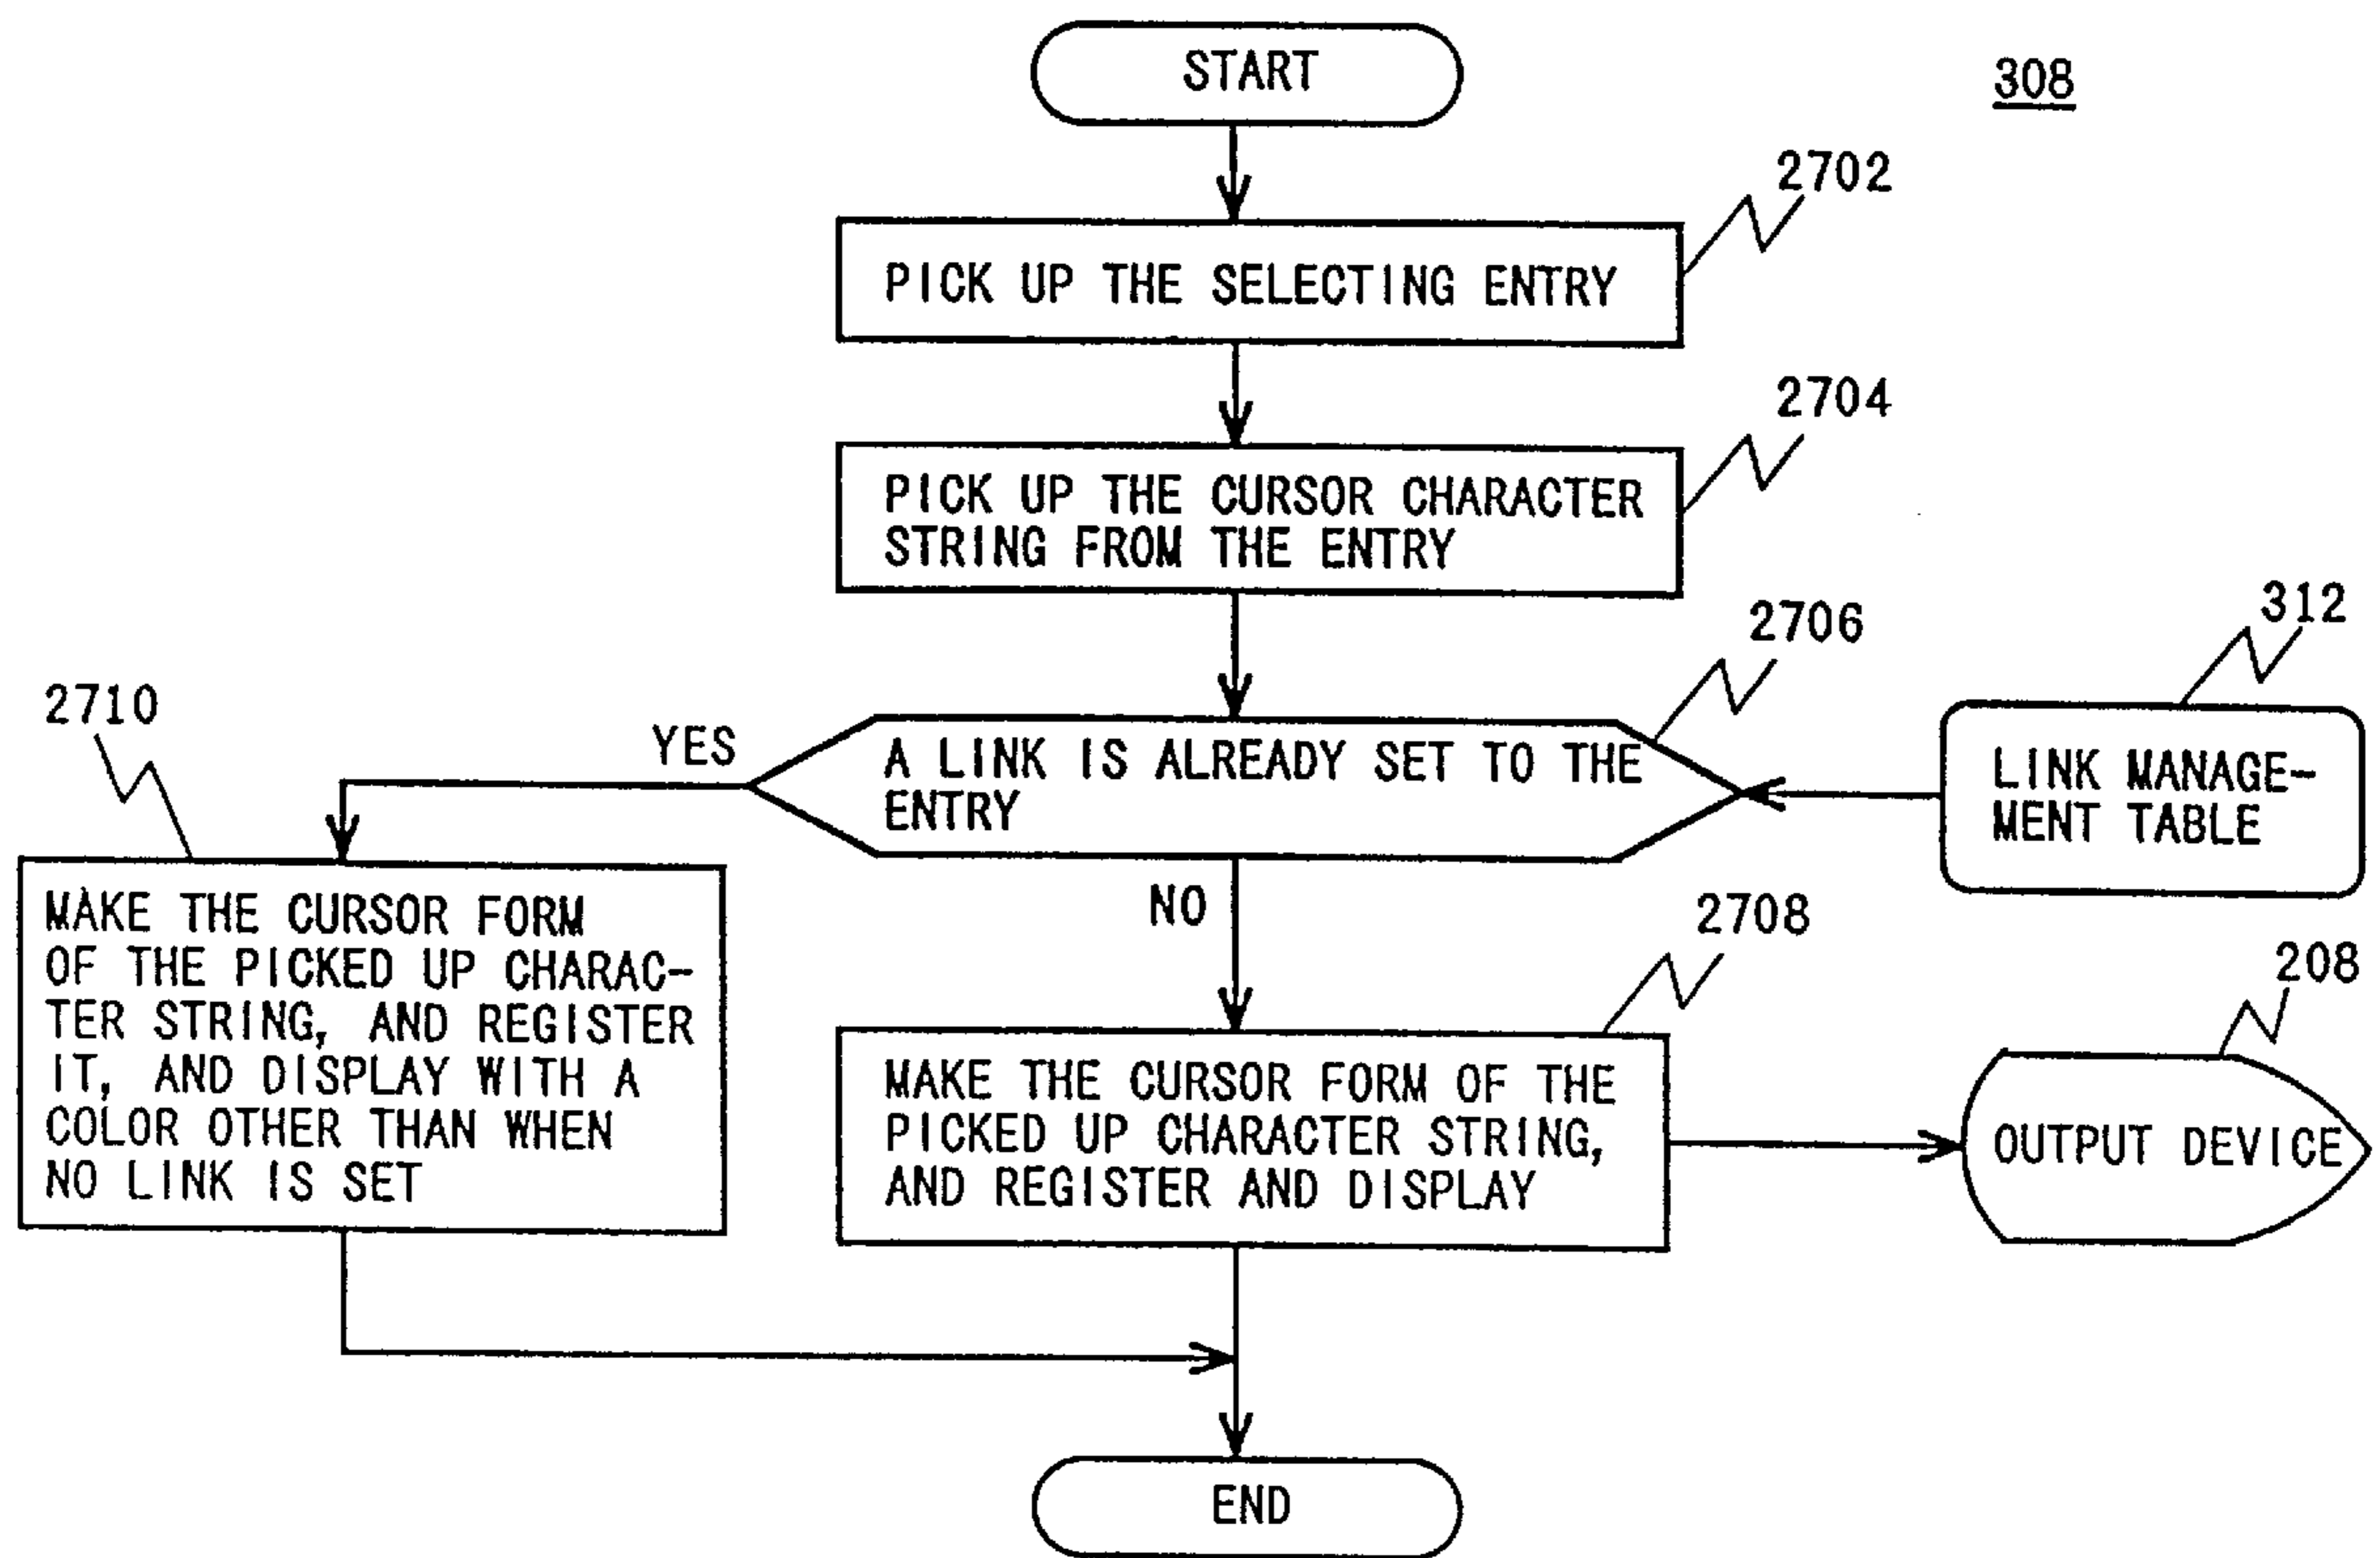 START
308
2702
PICK UP THE SELECTING ENTRY
2704
PICK UP THE CURSOR CHARACTER
STRING FROM THE ENTRY
2706
312
2710
YES
A LINK IS ALREADY SET TO THE
ENTRY
LINK MANAGE-
MENT TABLE
NO
2708
208
MAKE THE CURSOR FORM
OF THE PICKED UP CHARAC-
TER STRING, AND REGISTER
IT, AND DISPLAY WITH A
COLOR OTHER THAN WHEN
NO LINK IS SET
MAKE THE CURSOR FORM OF THE
PICKED UP CHARACTER STRING,
AND REGISTER AND DISPLAY
OUTPUT DEVICE
END